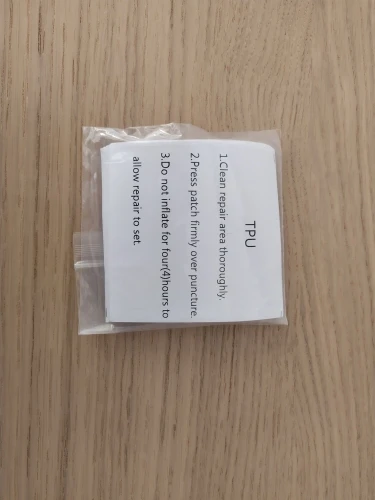 TPU
1.Clean repair area thoroughly.
2.Press patch firmly over puncture.
3.Do not inflate for four(4)hours to
allow repair to set.